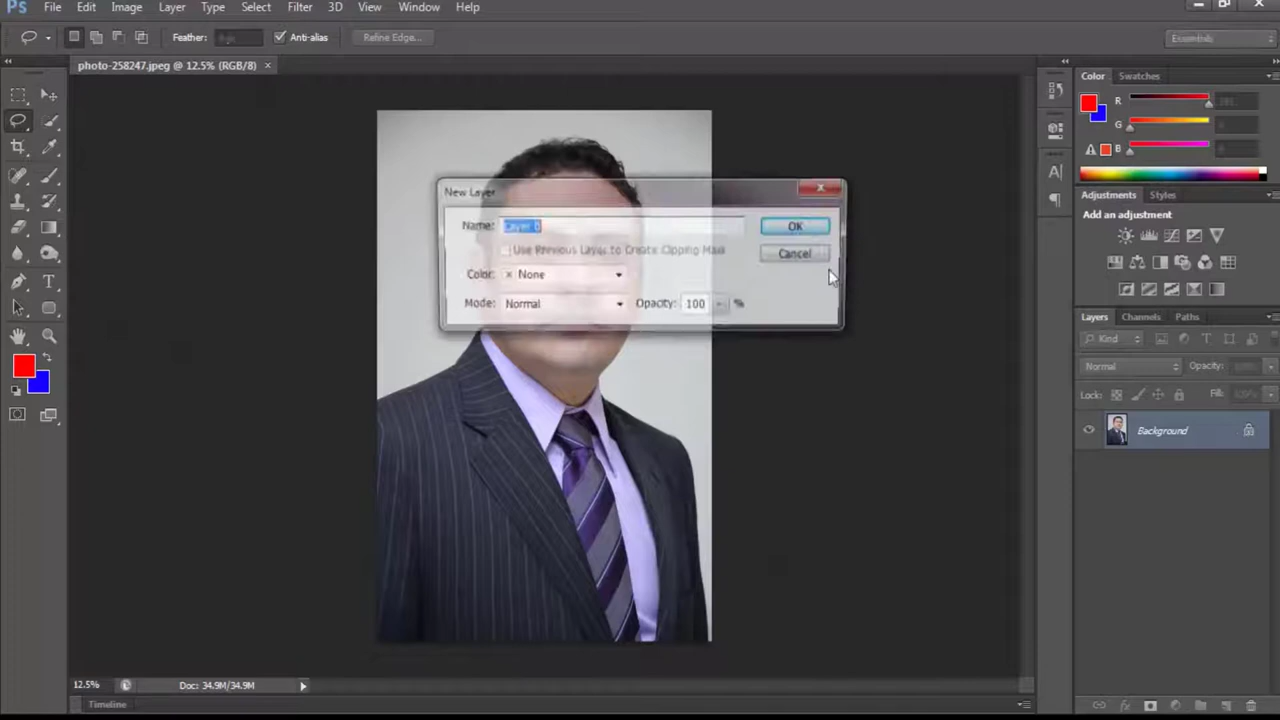 Ps File Edit Image Layer Type Select Filter 3D View Window Help
Feather: Anti-alias Refine Edge... Essentials
photo-258247.jpeg @ 12.5% (RGB/8) ×
Color Swatches
R
G
B
New Layer
Name: Layer 0 OK
Use Previous Layer to Create Clipping Mask Cancel
Color: × None
Mode: Normal Opacity: 100 %
Adjustments Styles
Add an adjustment
Layers Channels Paths
Kind
Normal Opacity:
Lock: Fill:
Background
12.5% Doc: 34.9M/34.9M
Timeline